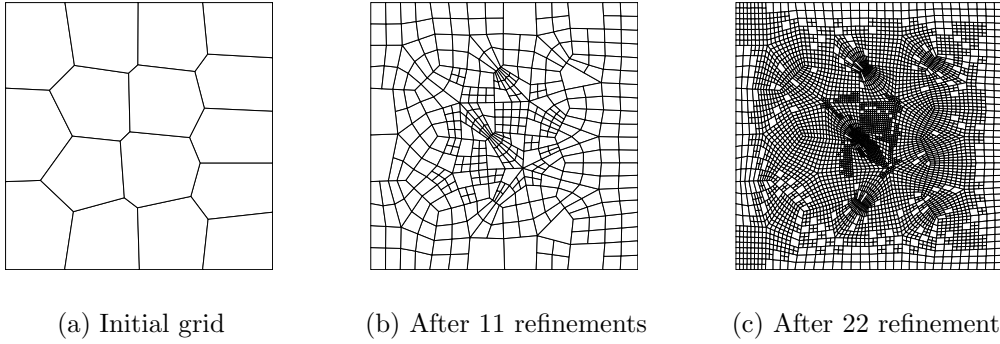 (a) Initial grid
(b) After 11 refinements
(c) After 22 refinement